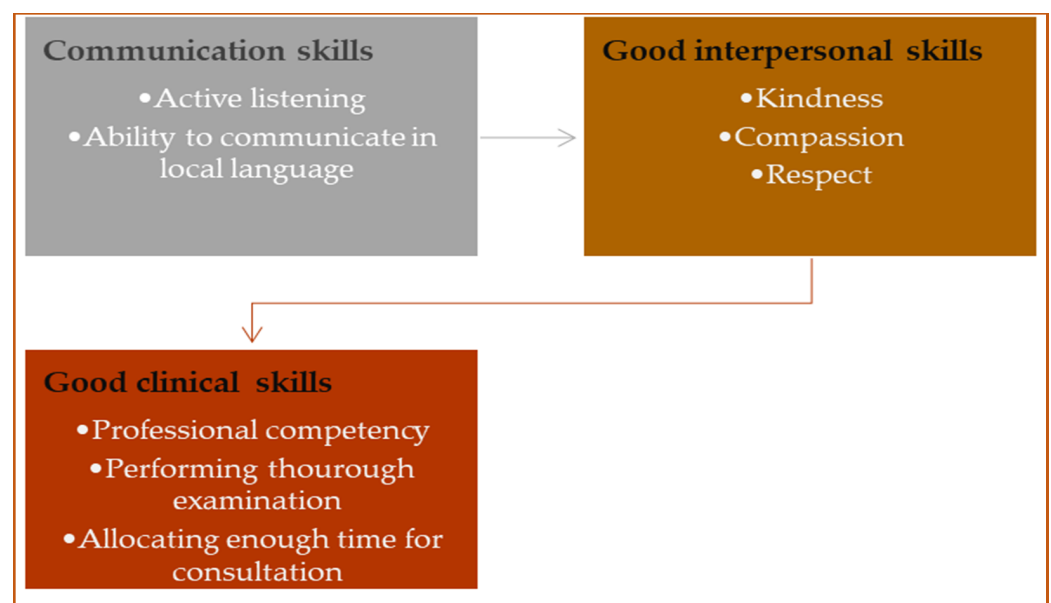 Communication skills
•Active listening
•Ability to communicate in
local language
Good interpersonal skills
•Kindness
•Compassion
•Respect
Good clinical skills
•Professional competency
•Performing thourough
examination
•Allocating enough time for
consultation